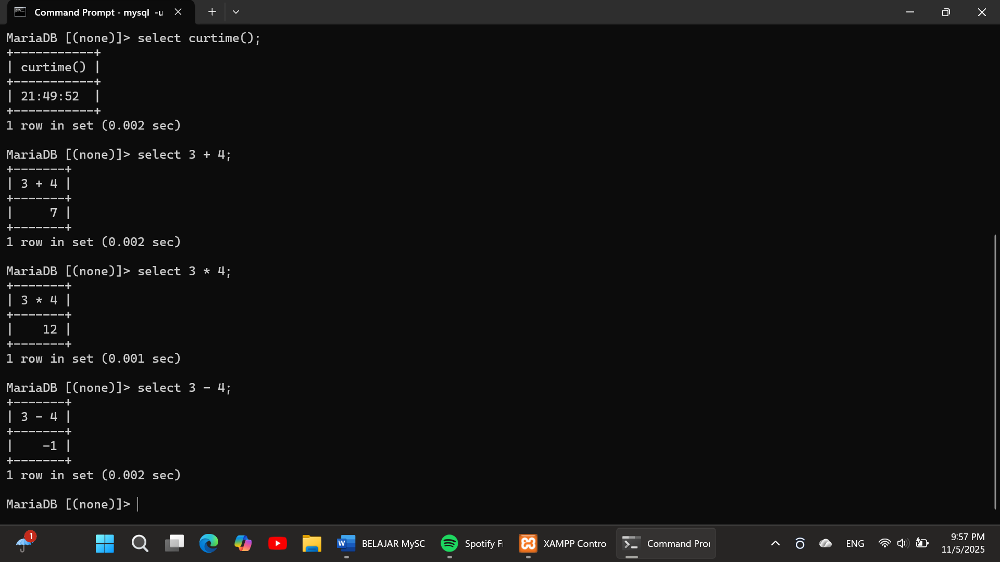 Command Prompt - mysql -u
MariaDB [(none)]> select curtime();
+-----------+
| curtime() |
+-----------+
| 21:49:52  |
+-----------+
1 row in set (0.002 sec)
MariaDB [(none)]> select 3 + 4;
+-------+
| 3 + 4 |
+-------+
|     7 |
+-------+
1 row in set (0.002 sec)
MariaDB [(none)]> select 3 * 4;
+-------+
| 3 * 4 |
+-------+
|    12 |
+-------+
1 row in set (0.001 sec)
MariaDB [(none)]> select 3 - 4;
+-------+
| 3 - 4 |
+-------+
|    -1 |
+-------+
1 row in set (0.002 sec)
MariaDB [(none)]>
1
W
BELAJAR MySC
Spotify Fr
XAMPP Contro
Command Pror
ENG
9:57 PM
11/5/2025